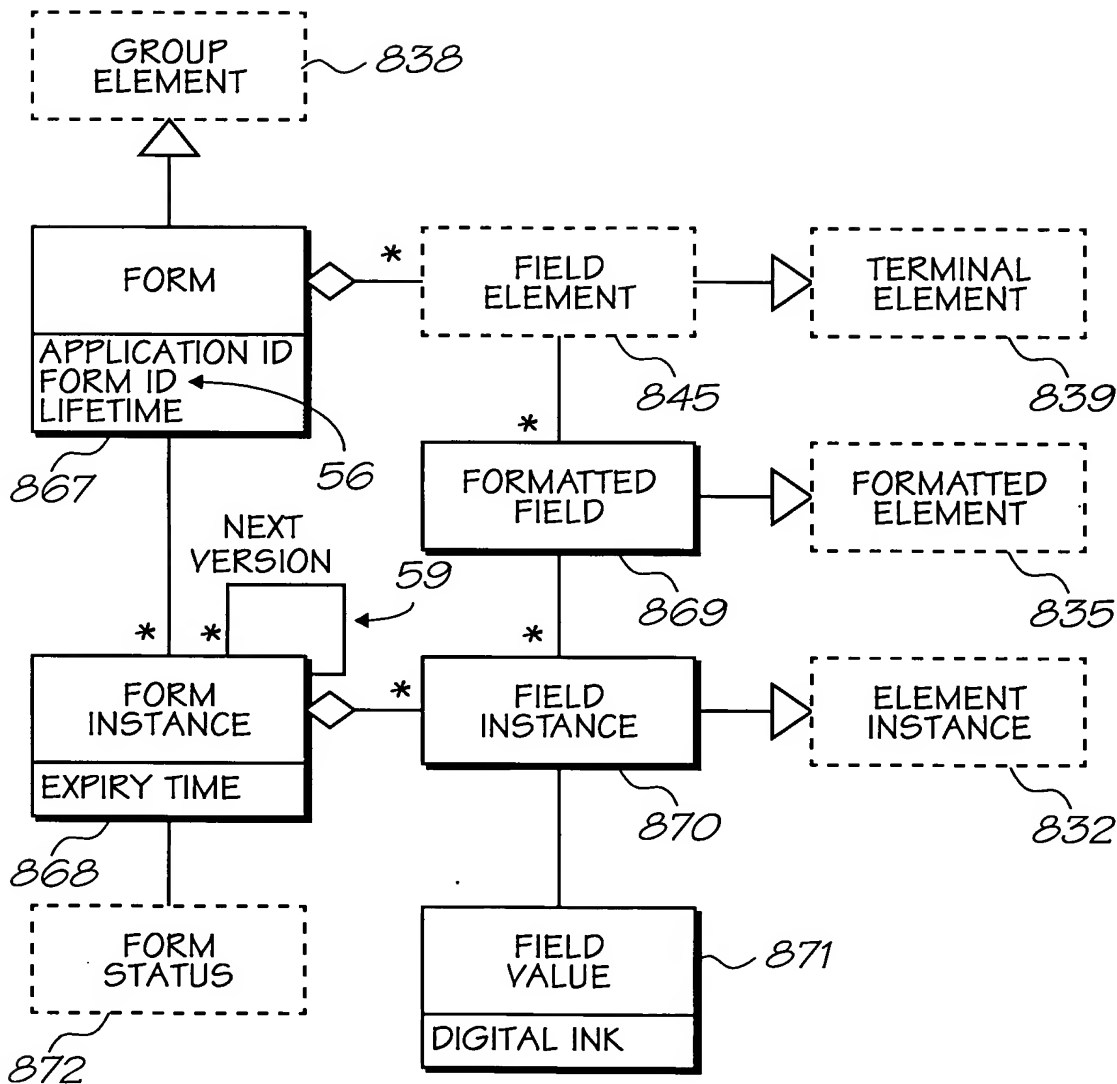 GROUP
ELEMENT
838
FORM
*
FIELD
ELEMENT
TERMINAL
ELEMENT
APPLICATION ID
FORM ID
LIFETIME
845
839
867
56
*
FORMATTED
FIELD
FORMATTED
ELEMENT
NEXT
VERSION
59
869
835
*
*
*
FORM
INSTANCE
*
FIELD
INSTANCE
ELEMENT
INSTANCE
EXPIRY TIME
870
832
868
FORM
STATUS
FIELD
VALUE
871
DIGITAL INK
872